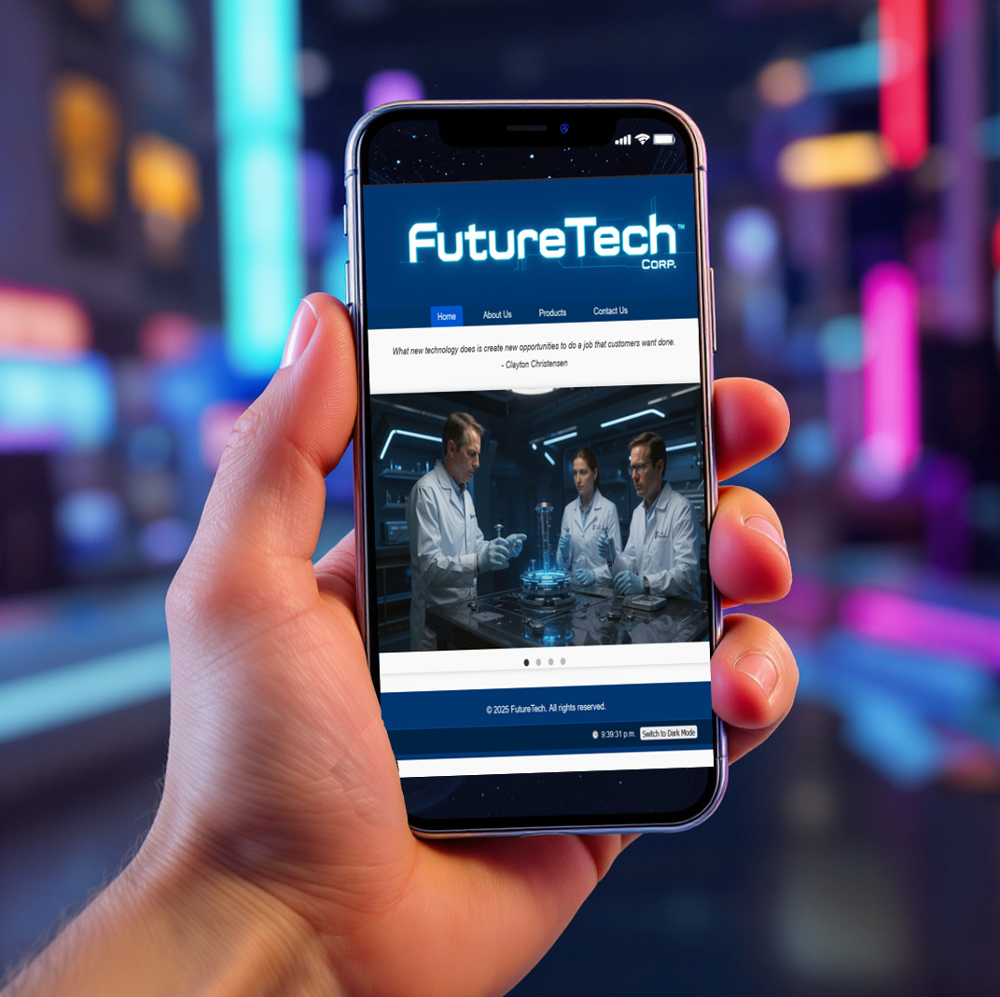 FutureTech™
CORP.
Home About Us Products Contact Us
What new technology does is create new opportunities to do a job that customers want done.
- Clayton Christensen
© 2025 FutureTech. All rights reserved.
9:39:31 p.m. Switch to Dark Mode